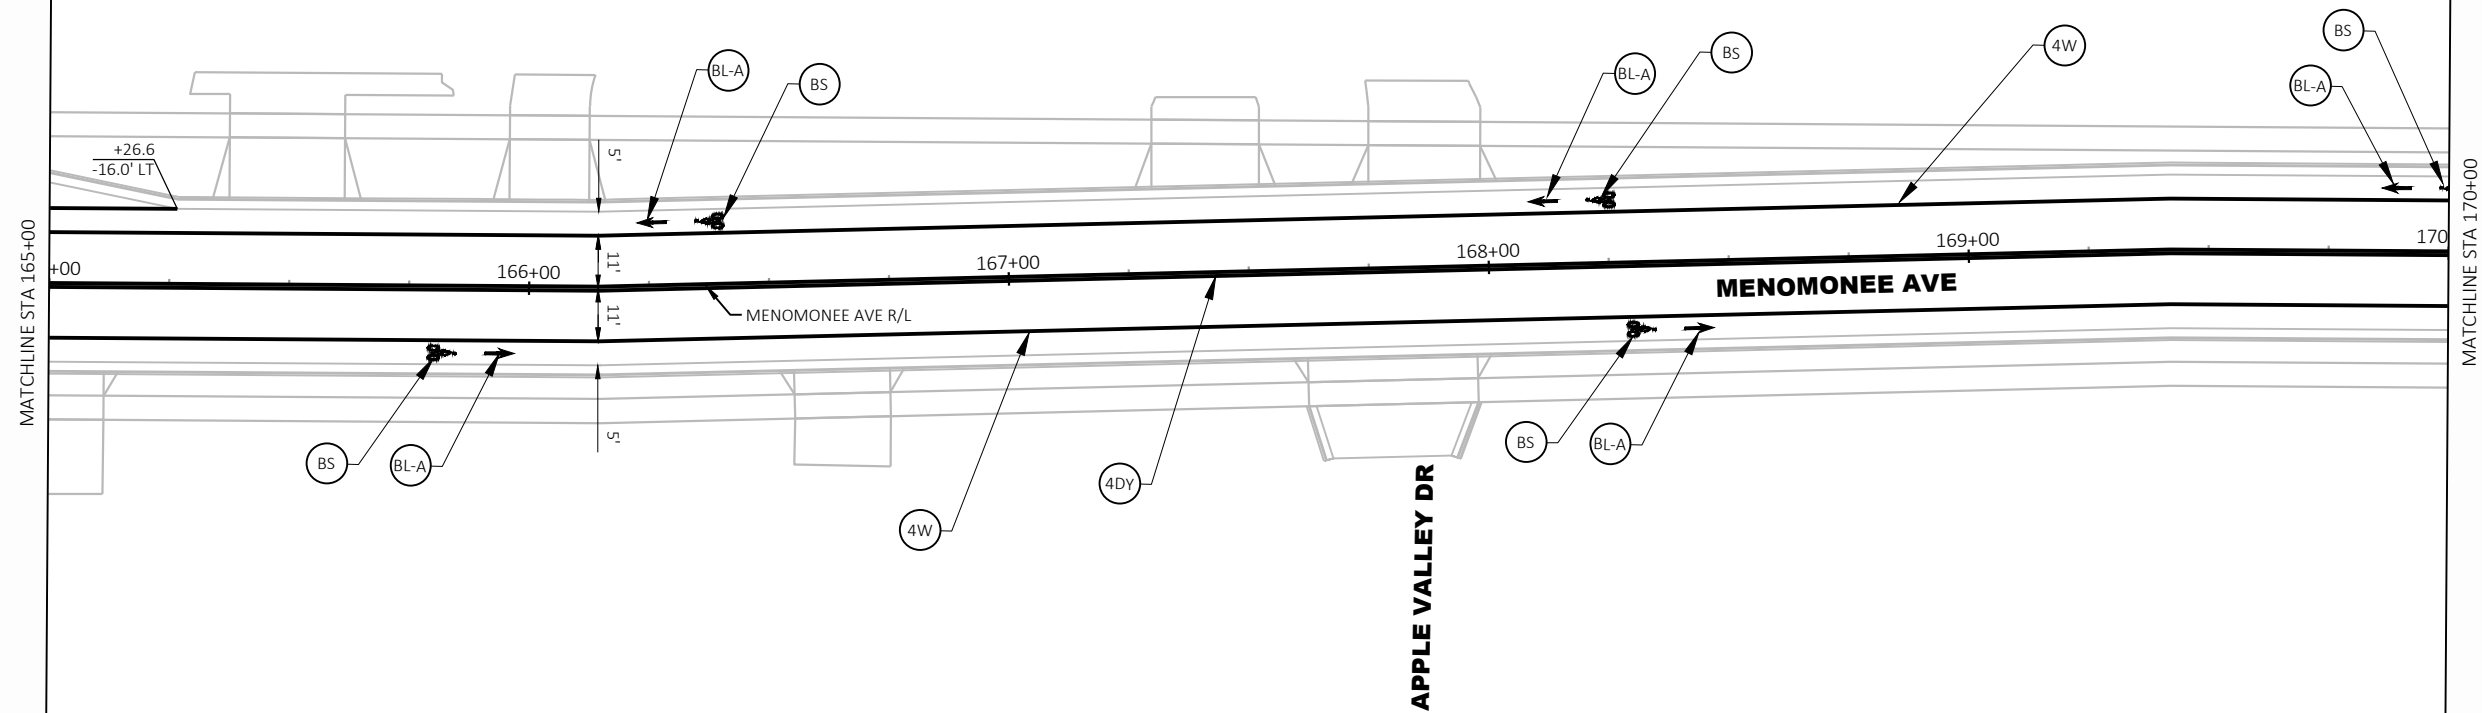 BS
4W
BS
BL-A
BL-A
BS
BL-A
+26.6
-16.0' LT
5'
MATCHLINE STA 165+00
MATCHLINE STA 170+00
+00
166+00
167+00
168+00
169+00
170
11'
11'
MENOMONEE AVE
MENOMONEE AVE R/L
5'
BS
BL-A
BS
BL-A
4DY
4W
APPLE VALLEY DR